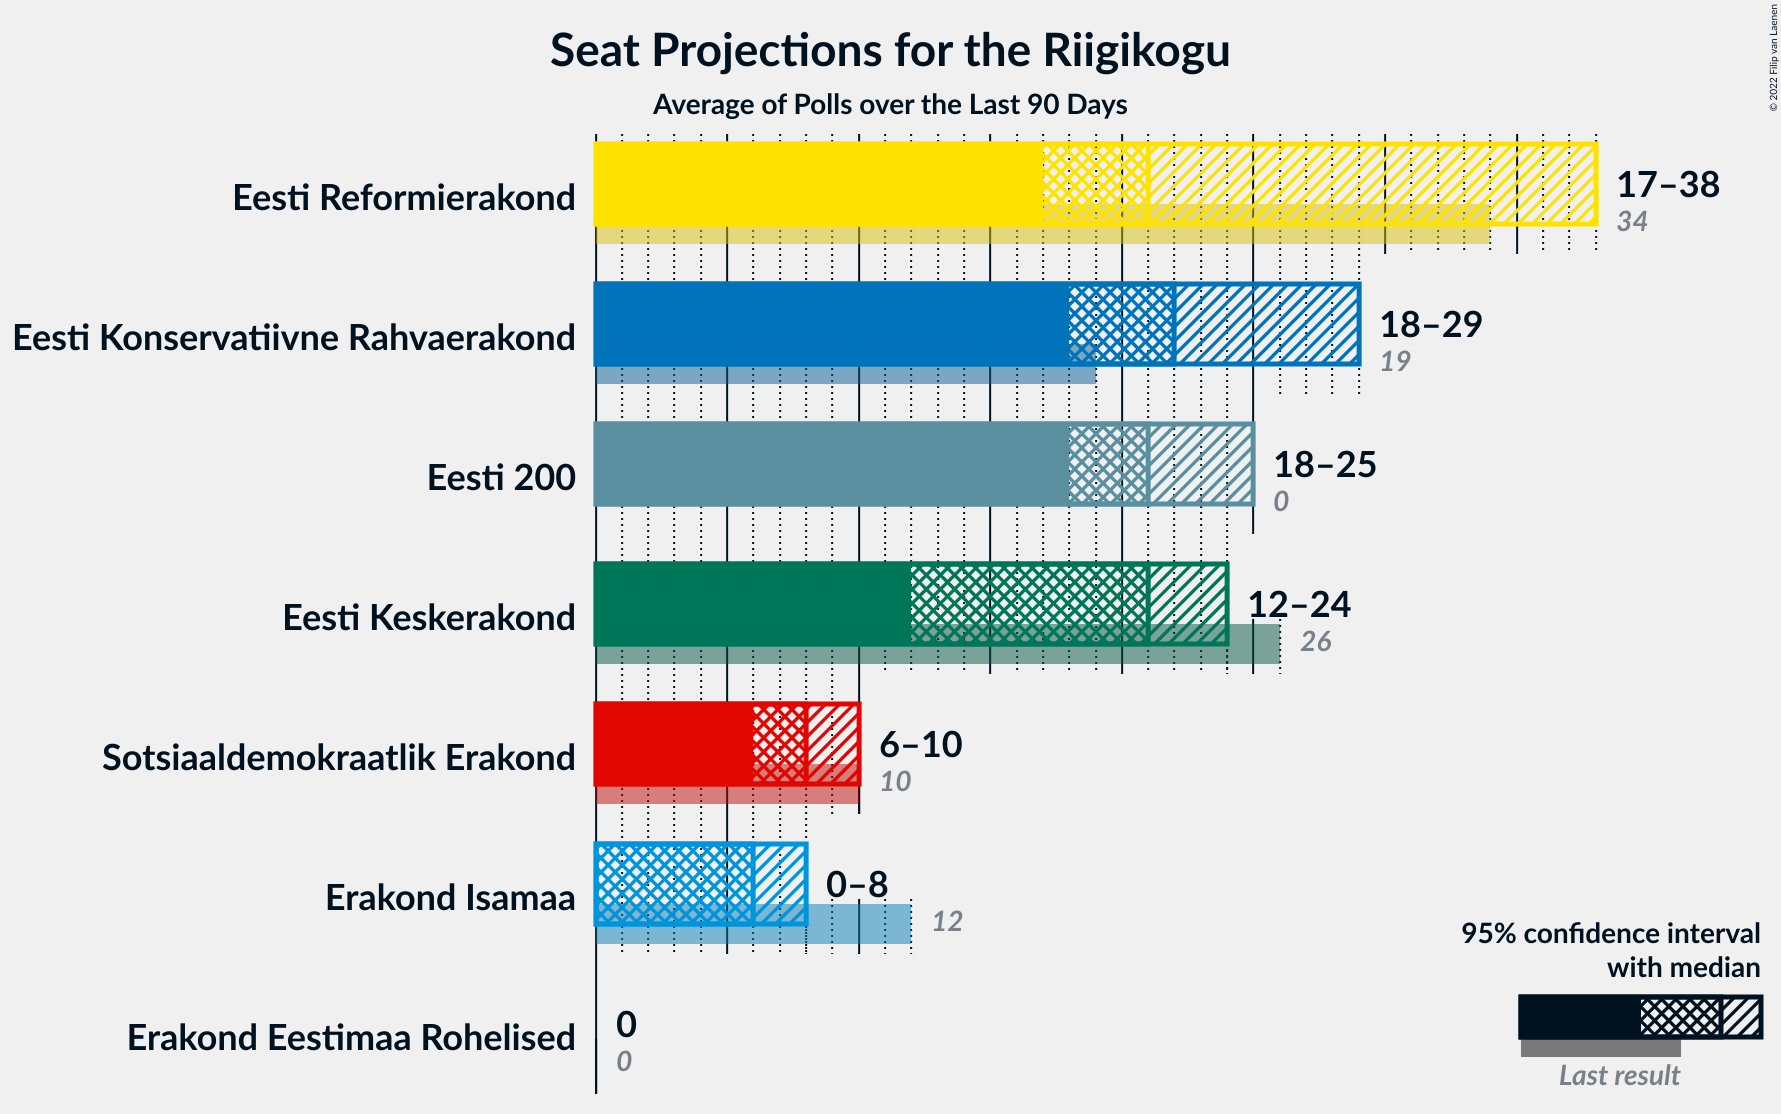 Seat Projections for the Riigikogu
Average of Polls over the Last 90 Days
© 2022 Filip van Laenen
Eesti Reformierakond
17–38
34
Eesti Konservatiivne Rahvaerakond
18–29
19
Eesti 200
18–25
0
Eesti Keskerakond
12–24
26
Sotsiaaldemokraatlik Erakond
6–10
10
Erakond Isamaa
0–8
12
Erakond Eestimaa Rohelised
0
0
95% confidence interval
with median
Last result